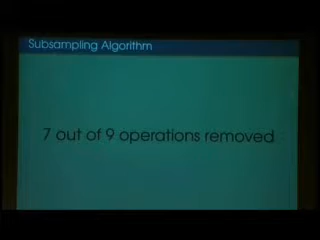 Subsampling Algorithm
7 out of 9 operations removed